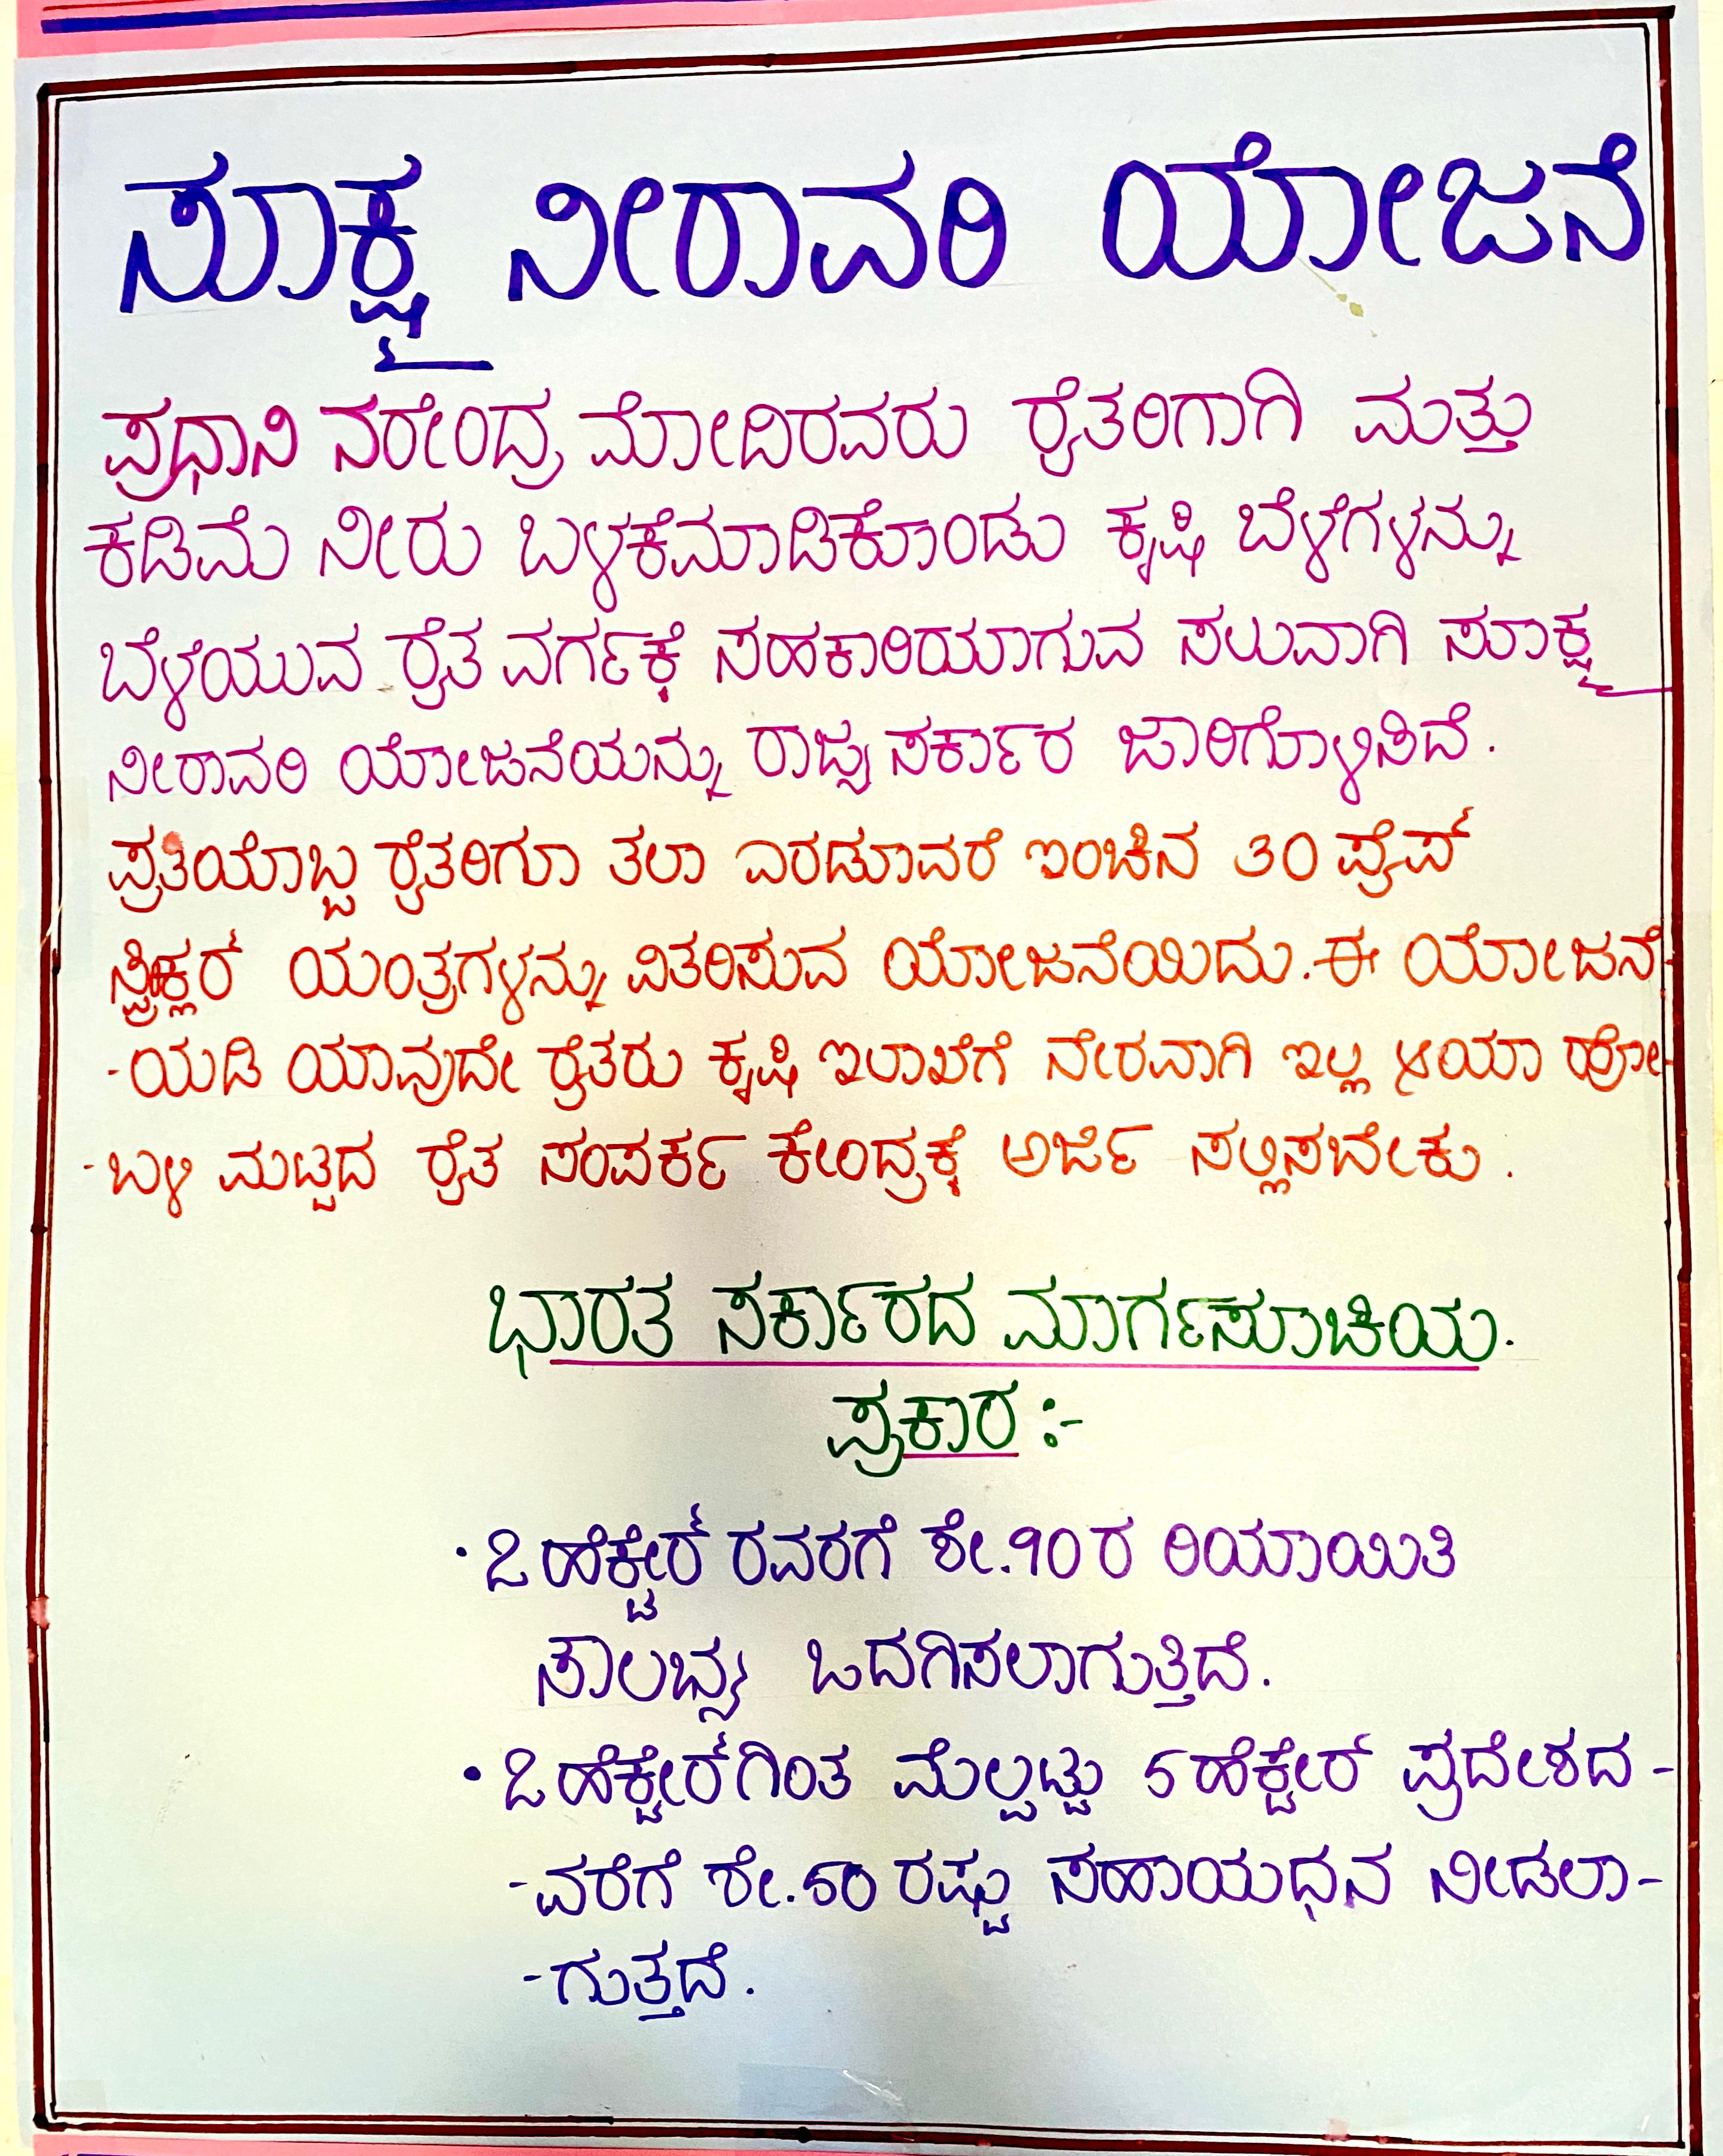 ಸೂಕ್ಷ್ಮ ನೀರಾವರಿ ಯೋಜನೆ
ಪ್ರಧಾನಿ ನರೇಂದ್ರ ಮೋದಿರವರು ರೈತರಿಗಾಗಿ ಮತ್ತು
ಕಡಿಮೆ ನೀರು ಬಳಕೆಮಾಡಿಕೊಂಡು ಕೃಷಿ ಬೆಳೆಗಳನ್ನು
ಬೆಳೆಯುವ ರೈತ ವರ್ಗಕ್ಕೆ ಸಹಕಾರಿಯಾಗುವ ಸಲುವಾಗಿ ಸೂಕ್ಷ್ಮ
ನೀರಾವರಿ ಯೋಜನೆಯನ್ನು ರಾಜ್ಯ ಸರ್ಕಾರ ಜಾರಿಗೊಳಿಸಿದೆ.
ಪ್ರತಿಯೊಬ್ಬ ರೈತರಿಗೂ ತಲಾ ಎರಡೂವರೆ ಇಂಚಿನ 30 ಪೈಪ್
ಸ್ಪ್ರಿಂಕ್ಲರ್ ಯಂತ್ರಗಳನ್ನು ವಿತರಿಸುವ ಯೋಜನೆಯಿದು. ಈ ಯೋಜನೆ-
-ಯಡಿ ಯಾವುದೇ ರೈತರು ಕೃಷಿ ಇಲಾಖೆಗೆ ನೇರವಾಗಿ ಇಲ್ಲ ಆಯಾ ಹೋ-
-ಬಳಿ ಮಟ್ಟದ ರೈತ ಸಂಪರ್ಕ ಕೇಂದ್ರಕ್ಕೆ ಅರ್ಜಿ ಸಲ್ಲಿಸಬೇಕು.
ಭಾರತ ಸರ್ಕಾರದ ಮಾರ್ಗಸೂಚಿಯ.
ಪ್ರಕಾರ :-
• 2 ಹೆಕ್ಟೇರ್ ರವರಗೆ ಶೇ.90 ರ ರಿಯಾಯಿತಿ
ಸೌಲಭ್ಯ ಒದಗಿಸಲಾಗುತ್ತಿದೆ.
• 2 ಹೆಕ್ಟೇರ್‌ಗಿಂತ ಮೆಲ್ಪಟ್ಟು 5 ಹೆಕ್ಟೇರ್ ಪ್ರದೇಶದ -
-ವರೆಗೆ ಶೇ.50 ರಷ್ಟು ಸಹಾಯಧನ ನೀಡಲಾ-
-ಗುತ್ತದೆ.